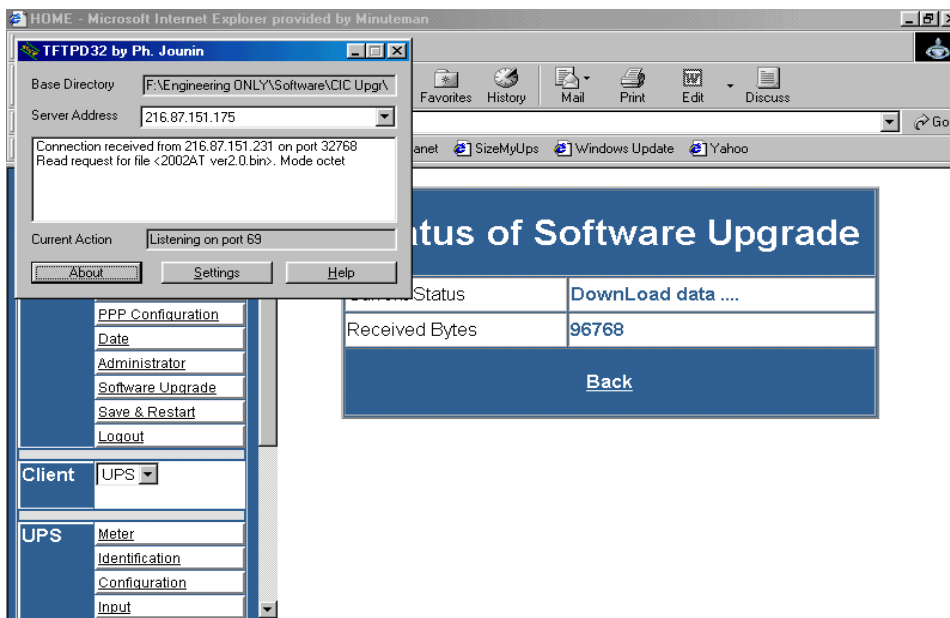 HOME - Microsoft Internet Explorer provided by Minuteman
TFTPD32 by Ph. Jounin
Base Directory F:\Engineering ONLY\Software\CIC Upgr\
Server Address 216.87.151.175
Connection received from 216.87.151.231 on port 32768
Read request for file <2002AT ver2.0.bin>. Mode octet
Current Action Listening on port 69
About Settings Help
Favorites History Mail Print Edit Discuss
Go
anet SizeMyUps Windows Update Yahoo
tus of Software Upgrade
Status DownLoad data ....
Received Bytes 96768
Back
PPP Configuration
Date
Administrator
Software Upgrade
Save & Restart
Logout
Client UPS
UPS Meter
Identification
Configuration
Input